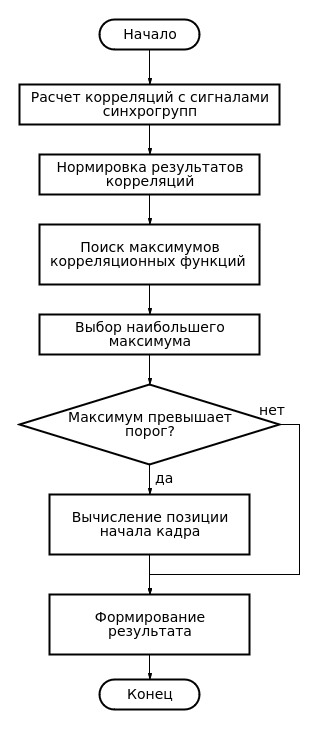 Начало
Расчет корреляций с сигналами
синхрогрупп
Нормировка результатов
корреляций
Поиск максимумов
корреляционных функций
Выбор наибольшего
максимума
Максимум превышает
порог?
нет
да
Вычисление позиции
начала кадра
Формирование
результата
Конец